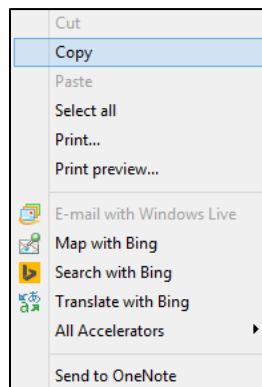 Cut
Copy
Paste
Select all
Print...
Print preview...
E-mail with Windows Live
Map with Bing
Search with Bing
Translate with Bing
All Accelerators
Send to OneNote